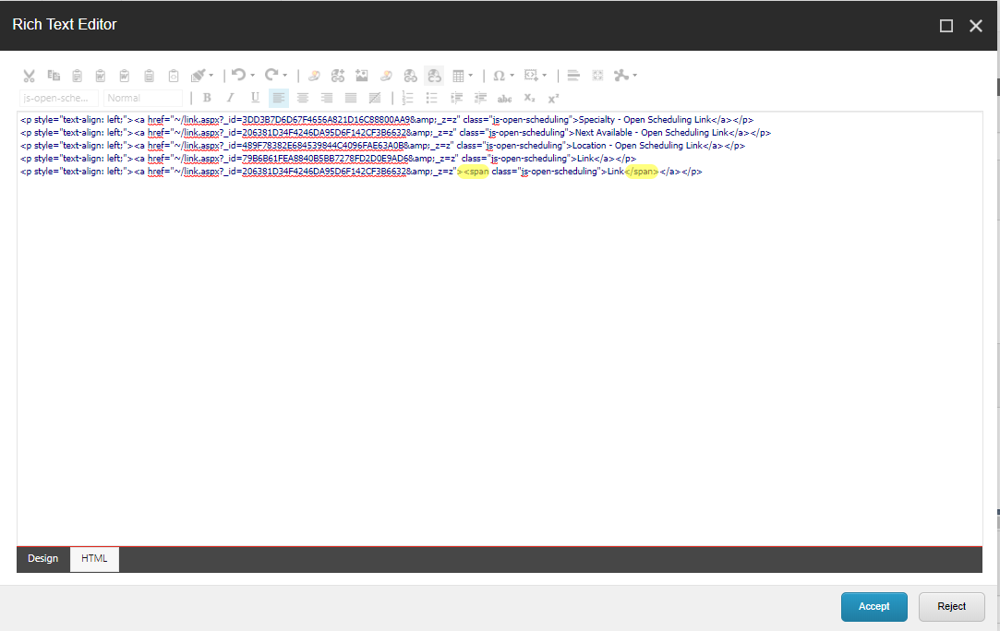 Rich Text Editor
js-open-sche... Normal B I U abc X₂ X²
<p style="text-align: left;"><a href="~/link.aspx?_id=3DD3B7D6D67F4656A821D16C88800AA9&amp;_z=z" class="js-open-scheduling">Specialty - Open Scheduling Link</a></p>
<p style="text-align: left;"><a href="~/link.aspx?_id=206381D34F4246DA95D6F142CF3B6632&amp;_z=z" class="js-open-scheduling">Next Available - Open Scheduling Link</a></p>
<p style="text-align: left;"><a href="~/link.aspx?_id=489F78382E684539844C4096FAE63A0B&amp;_z=z" class="js-open-scheduling">Location - Open Scheduling Link</a></p>
<p style="text-align: left;"><a href="~/link.aspx?_id=79B6B61FEA8840B5BB7278FD2D0E9AD6&amp;_z=z" class="js-open-scheduling">Link</a></p>
<p style="text-align: left;"><a href="~/link.aspx?_id=206381D34F4246DA95D6F142CF3B6632&amp;_z=z"><span class="js-open-scheduling">Link</span></a></p>
Design HTML
Accept Reject